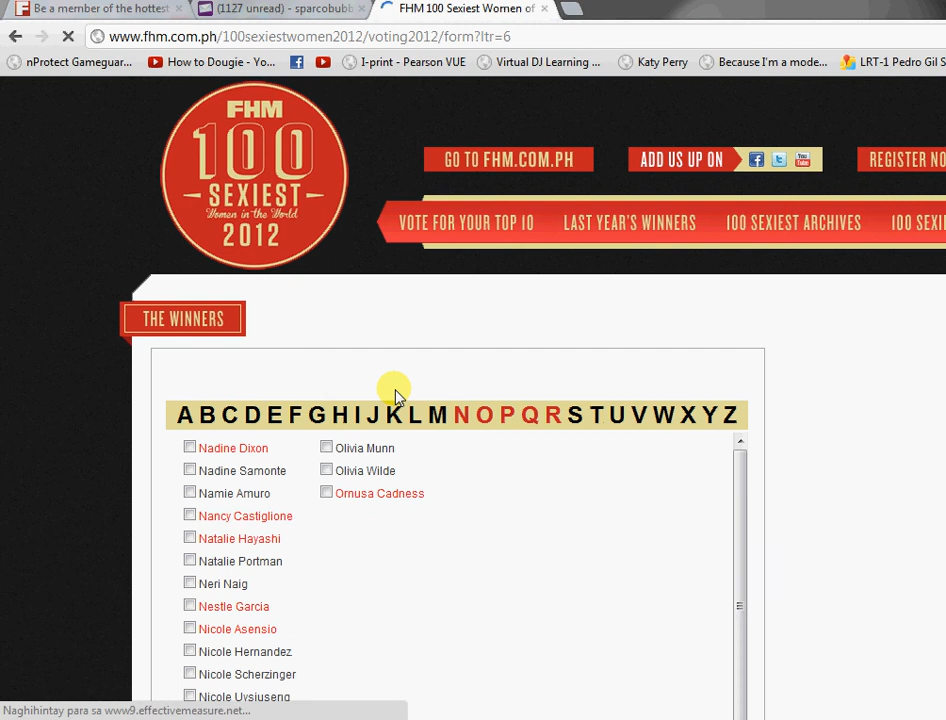 Be a member of the hottest
(1127 unread) - sparcobubb
FHM 100 Sexiest Women of
www.fhm.com.ph/100sexiestwomen2012/voting2012/form?ltr=6
nProtect Gameguar...
How to Dougie - You...
I-print - Pearson VUE
Virtual DJ Learning ...
Katy Perry
Because I'm a mode...
LRT-1 Pedro Gil S
FHM
100
SEXIEST
Women in the World
2012
GO TO FHM.COM.PH
ADD US UP ON
You Tube
REGISTER NO
VOTE FOR YOUR TOP 10
LAST YEAR'S WINNERS
100 SEXIEST ARCHIVES
100 SEXI
THE WINNERS
A B C D E F G H I J K L M N O P Q R S T U V W X Y Z
Nadine Dixon
Olivia Munn
Nadine Samonte
Olivia Wilde
Namie Amuro
Ornusa Cadness
Nancy Castiglione
Natalie Hayashi
Natalie Portman
Neri Naig
Nestle Garcia
Nicole Asensio
Nicole Hernandez
Nicole Scherzinger
Nicole Uysiuseng
Naghihintay para sa www9.effectivemeasure.net...